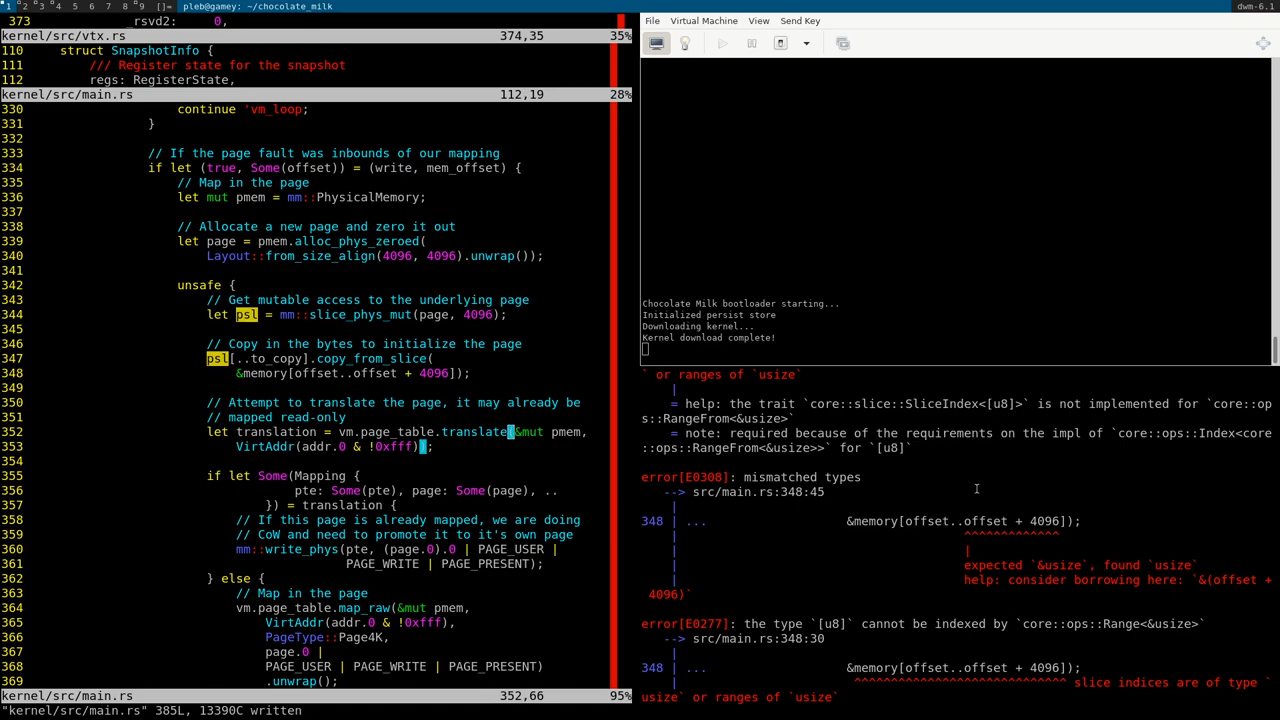 1 2 3 4 5 6 7 8 9 []= pleb@gamey: ~/chocolate_milk dwm-6.1
373 _rsvd2: 0,
kernel/src/vtx.rs 374,35 35%
110 struct SnapshotInfo {
111 /// Register state for the snapshot
112 regs: RegisterState,
kernel/src/main.rs 112,19 28%
330 continue 'vm_loop;
331 }
332
333 // If the page fault was inbounds of our mapping
334 if let (true, Some(offset)) = (write, mem_offset) {
335 // Map in the page
336 let mut pmem = mm::PhysicalMemory;
337
338 // Allocate a new page and zero it out
339 let page = pmem.alloc_phys_zeroed(
340 Layout::from_size_align(4096, 4096).unwrap());
341
342 unsafe {
343 // Get mutable access to the underlying page
344 let psl = mm::slice_phys_mut(page, 4096);
345
346 // Copy in the bytes to initialize the page
347 psl[..to_copy].copy_from_slice(
348 &memory[offset..offset + 4096]);
349
350 // Attempt to translate the page, it may already be
351 // mapped read-only
352 let translation = vm.page_table.translate(&mut pmem,
353 VirtAddr(addr.0 & !0xfff));
354
355 if let Some(Mapping {
356 pte: Some(pte), page: Some(page), ..
357 }) = translation {
358 // If this page is already mapped, we are doing
359 // CoW and need to promote it to it's own page
360 mm::write_phys(pte, (page.0).0 | PAGE_USER |
361 PAGE_WRITE | PAGE_PRESENT);
362 } else {
363 // Map in the page
364 vm.page_table.map_raw(&mut pmem,
365 VirtAddr(addr.0 & !0xfff),
366 PageType::Page4K,
367 page.0 |
368 PAGE_USER | PAGE_WRITE | PAGE_PRESENT)
369 .unwrap();
kernel/src/main.rs 352,66 95%
"kernel/src/main.rs" 385L, 13390C written
File Virtual Machine View Send Key
Chocolate Milk bootloader starting...
Initialized persist store
Downloading kernel...
Kernel download complete!
` or ranges of `usize`
|
= help: the trait `core::slice::SliceIndex<[u8]>` is not implemented for `core::op
s::RangeFrom<&usize>`
= note: required because of the requirements on the impl of `core::ops::Index<core
::ops::RangeFrom<&usize>>` for `[u8]`
error[E0308]: mismatched types
--> src/main.rs:348:45
|
348 | ... &memory[offset..offset + 4096]);
| ^^^^^^^^^^^^^
| |
| expected `&usize`, found `usize`
| help: consider borrowing here: `&(offset +
4096)`
error[E0277]: the type `[u8]` cannot be indexed by `core::ops::Range<&usize>`
--> src/main.rs:348:30
|
348 | ... &memory[offset..offset + 4096]);
| ^^^^^^^^^^^^^^^^^^^^^^^^^^^^^ slice indices are of type `
usize` or ranges of `usize`